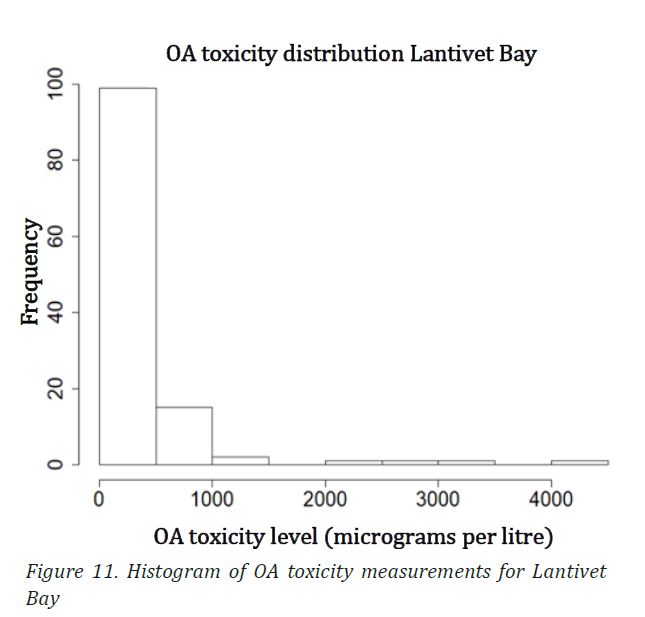 OA toxicity distribution Lantivet Bay
Frequency
100
80
60
40
20
0
0 1000 2000 3000 4000
OA toxicity level (micrograms per litre)
Figure 11. Histogram of OA toxicity measurements for Lantivet
Bay